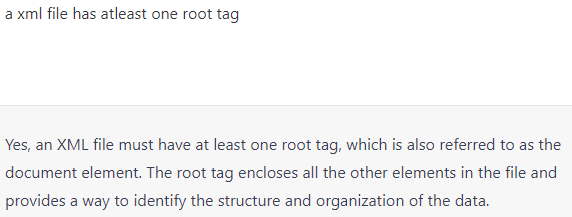 a xml file has atleast one root tag
Yes, an XML file must have at least one root tag, which is also referred to as the
document element. The root tag encloses all the other elements in the file and
provides a way to identify the structure and organization of the data.